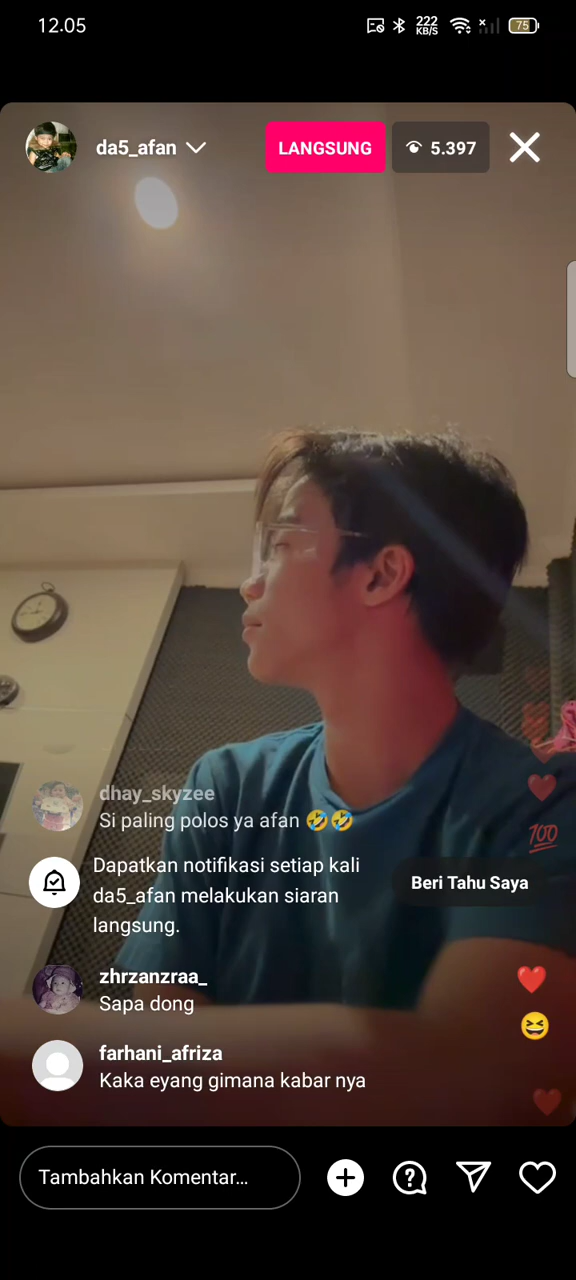 12.05
222
KB/S
75
da5_afan
LANGSUNG
5.397
dhay_skyzee
Si paling polos ya afan 🤣🤣
Dapatkan notifikasi setiap kali
da5_afan melakukan siaran
langsung.
Beri Tahu Saya
zhrzanzraa_
Sapa dong
farhani_afriza
Kaka eyang gimana kabar nya
💯
Tambahkan Komentar...